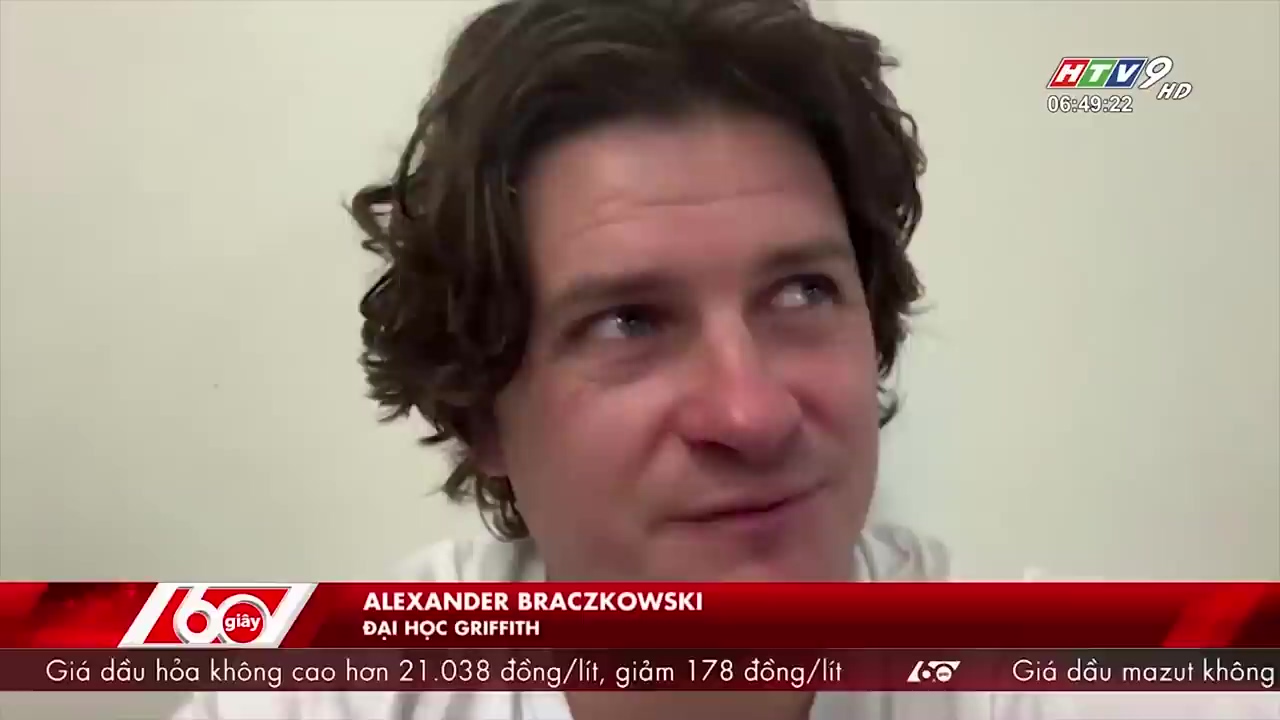 HTV9 HD
06:49:22
60 giây
ALEXANDER BRACZKOWSKI
ĐẠI HỌC GRIFFITH
Giá dầu hỏa không cao hơn 21.038 đồng/lít, giảm 178 đồng/lít 60 giây Giá dầu mazut không